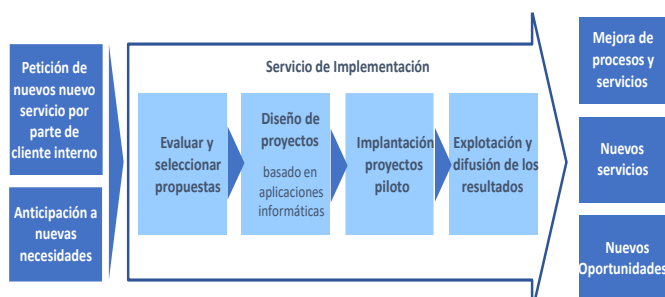 Petición de
nuevos nuevo
servicio por
parte de
cliente interno
Anticipación a
nuevas
necesidades
Servicio de Implementación
Evaluar y
seleccionar
propuestas
Diseño de
proyectos
basado en
aplicaciones
informáticas
Implantación
proyectos
piloto
Explotación y
difusión de los
resultados
Mejora de
procesos y
servicios
Nuevos
servicios
Nuevos
Oportunidades